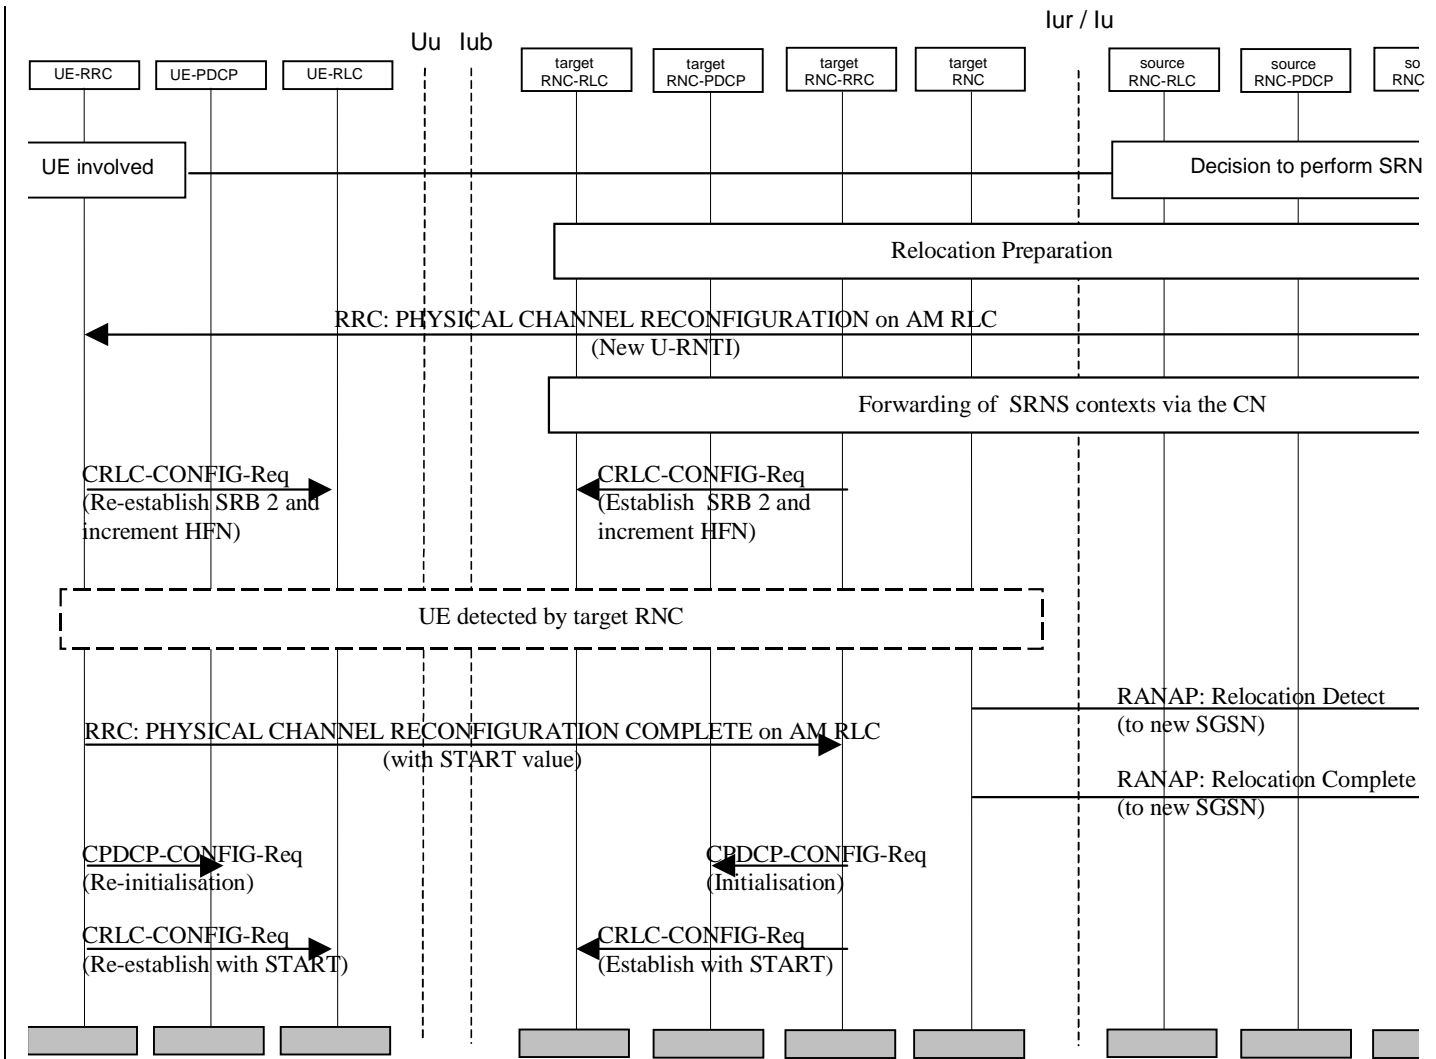 Iur / Iu
Uu Iub
UE-RRC
UE-PDCP
UE-RLC
target
RNC-RLC
target
RNC-PDCP
target
RNC-RRC
target
RNC
source
RNC-RLC
source
RNC-PDCP
so
RNC
UE involved
Decision to perform SRN
Relocation Preparation
RRC: PHYSICAL CHANNEL RECONFIGURATION on AM RLC
(New U-RNTI)
Forwarding of SRNS contexts via the CN
CRLC-CONFIG-Req
(Re-establish SRB 2 and
increment HFN)
CRLC-CONFIG-Req
(Establish SRB 2 and
increment HFN)
UE detected by target RNC
RANAP: Relocation Detect
(to new SGSN)
RRC: PHYSICAL CHANNEL RECONFIGURATION COMPLETE on AM RLC
(with START value)
RANAP: Relocation Complete
(to new SGSN)
CPDCP-CONFIG-Req
(Re-initialisation)
CPDCP-CONFIG-Req
(Initialisation)
CRLC-CONFIG-Req
(Re-establish with START)
CRLC-CONFIG-Req
(Establish with START)